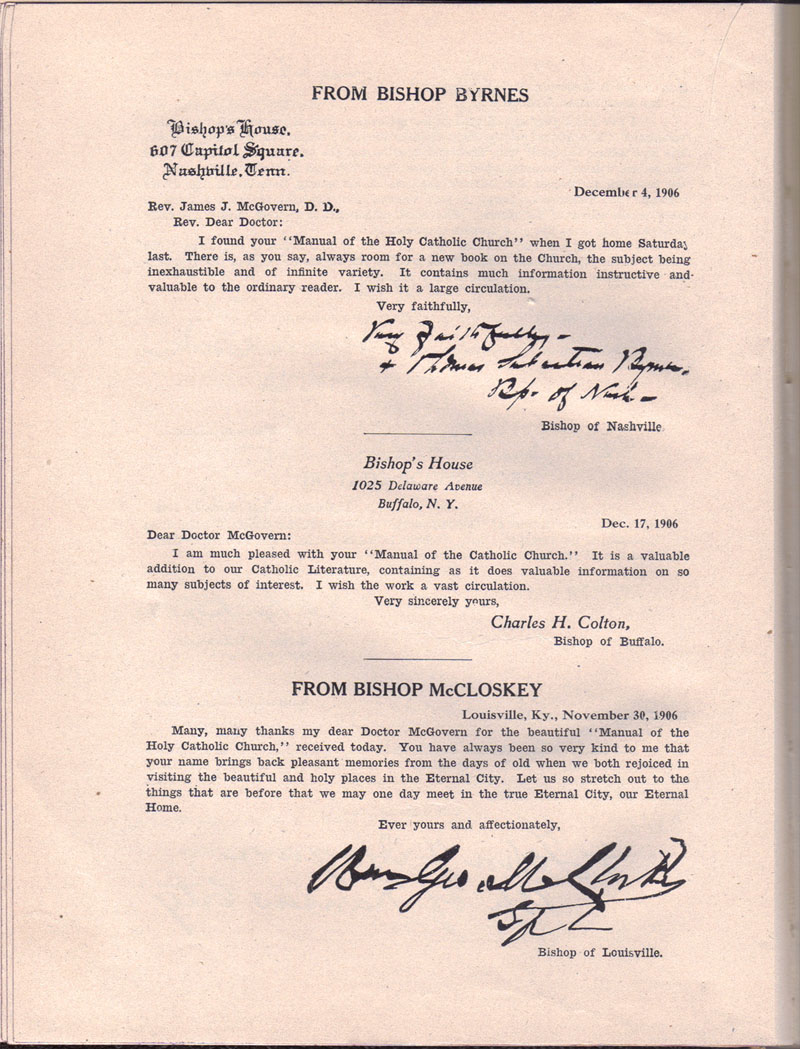 FROM BISHOP BYRNES
Bishop's House.
607 Capitol Square.
Nashville, Tenn.
December 4, 1906
Rev. James J. McGovern, D. D.,
Rev. Dear Doctor:
I found your "Manual of the Holy Catholic Church" when I got home Saturday
last. There is, as you say, always room for a new book on the Church, the subject being
inexhaustible and of infinite variety. It contains much information instructive and
valuable to the ordinary reader. I wish it a large circulation.
Very faithfully,
Very Faithfully—
+ Thomas Sebastian Byrne,
Bp. of Nash—
Bishop of Nashville
Bishop's House
1025 Delaware Avenue
Buffalo, N. Y.
Dec. 17, 1906
Dear Doctor McGovern:
I am much pleased with your "Manual of the Catholic Church." It is a valuable
addition to our Catholic Literature, containing as it does valuable information on so
many subjects of interest. I wish the work a vast circulation.
Very sincerely yours,
Charles H. Colton,
Bishop of Buffalo.
FROM BISHOP McCLOSKEY
Louisville, Ky., November 30, 1906
Many, many thanks my dear Doctor McGovern for the beautiful "Manual of the
Holy Catholic Church," received today. You have always been so very kind to me that
your name brings back pleasant memories from the days of old when we both rejoiced in
visiting the beautiful and holy places in the Eternal City. Let us so stretch out to the
things that are before that we may one day meet in the true Eternal City, our Eternal
Home.
Ever yours and affectionately,
Geo. McCloskey
Bishop of Louisville.